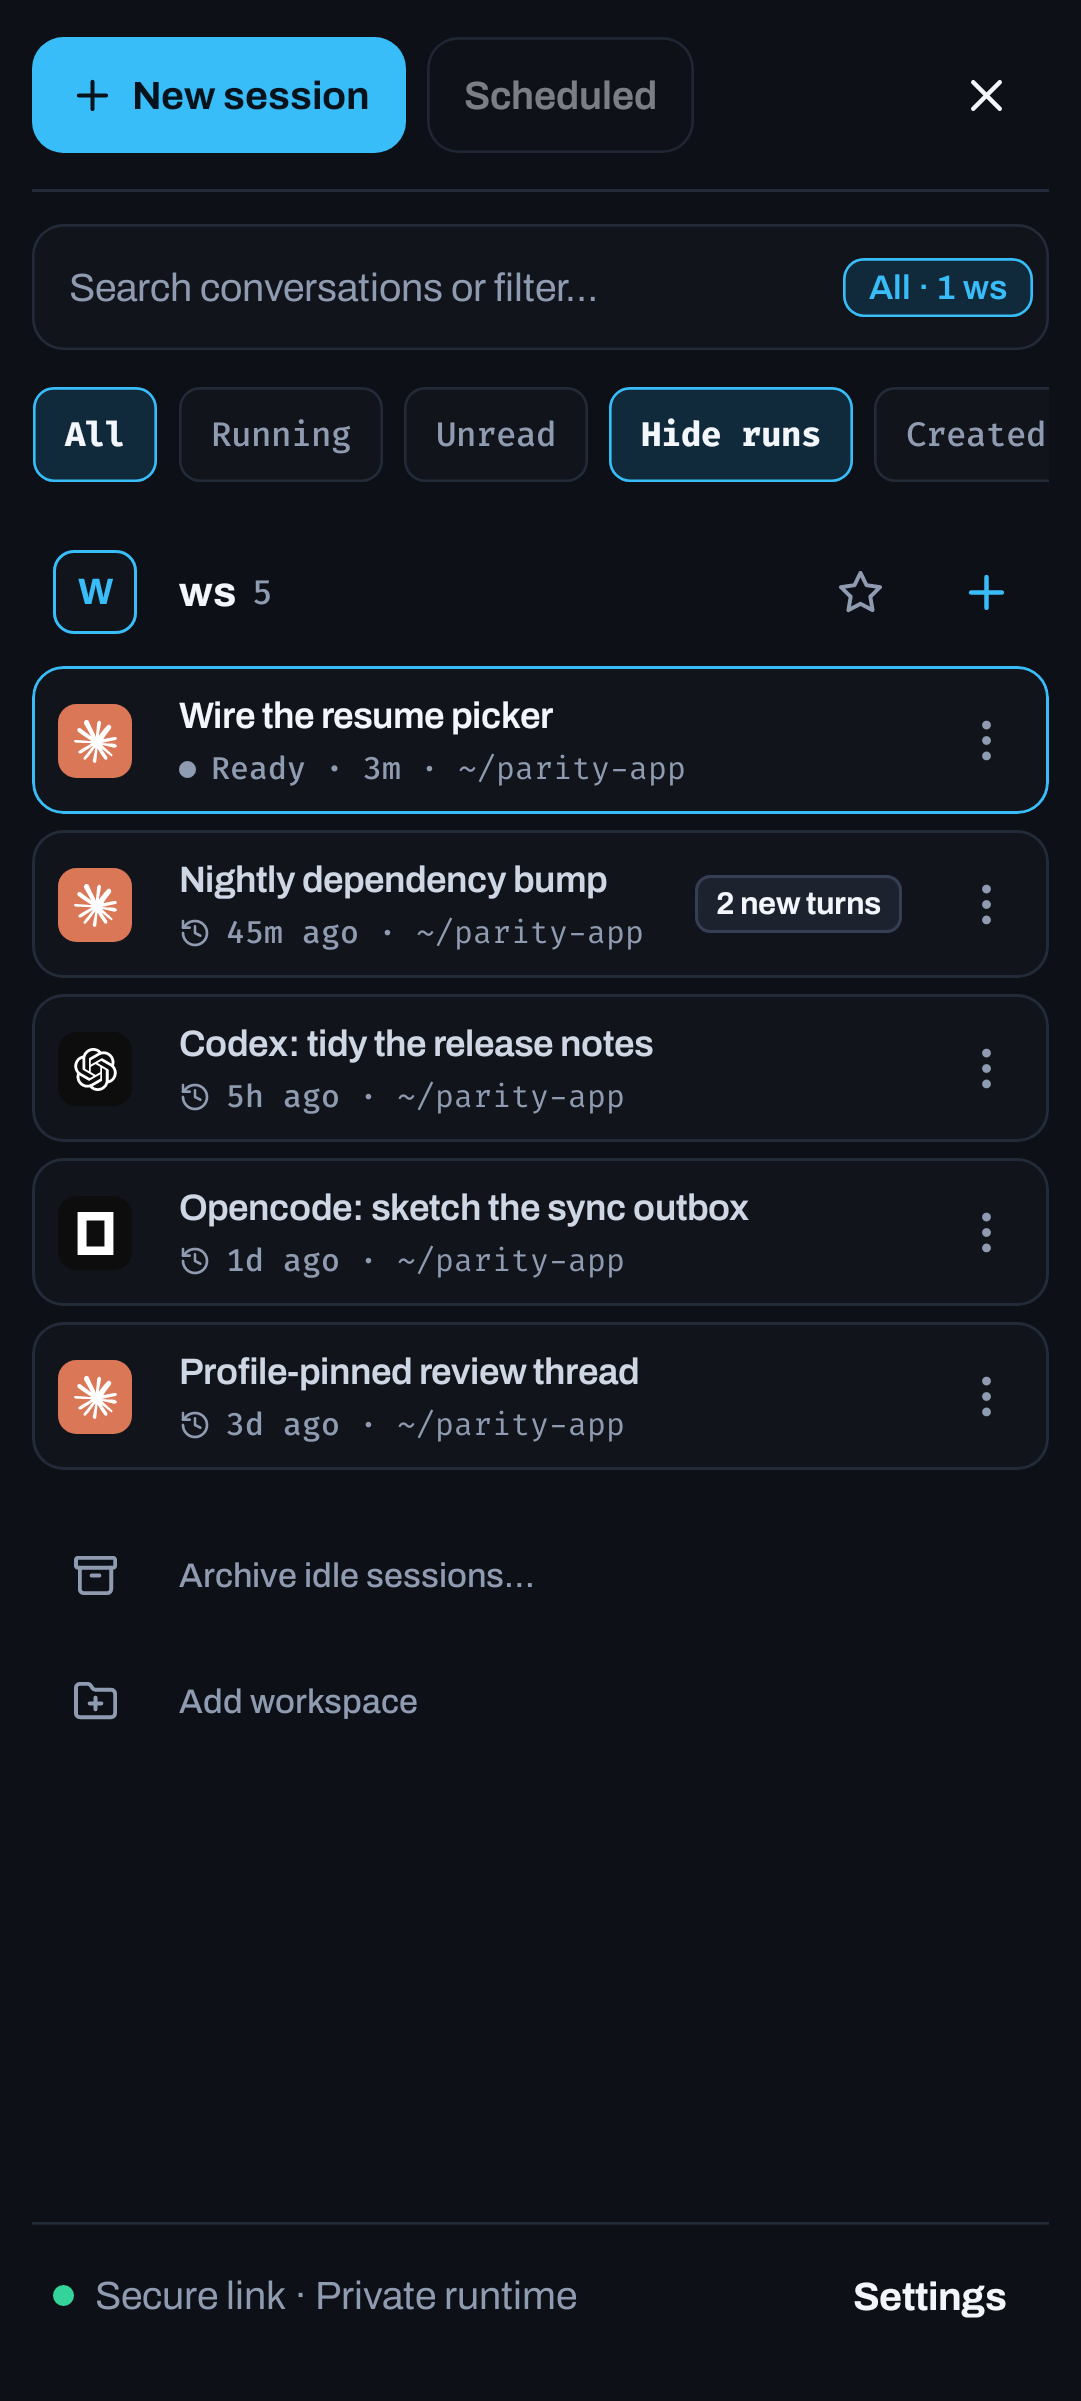 New session
Scheduled
Search conversations or filter...
All · 1 ws
All
Running
Unread
Hide runs
Created
W
ws 5
Wire the resume picker
Ready · 3m · ~/parity-app
Nightly dependency bump
45m ago · ~/parity-app
2 new turns
Codex: tidy the release notes
5h ago · ~/parity-app
Opencode: sketch the sync outbox
1d ago · ~/parity-app
Profile-pinned review thread
3d ago · ~/parity-app
Archive idle sessions...
Add workspace
Secure link · Private runtime
Settings